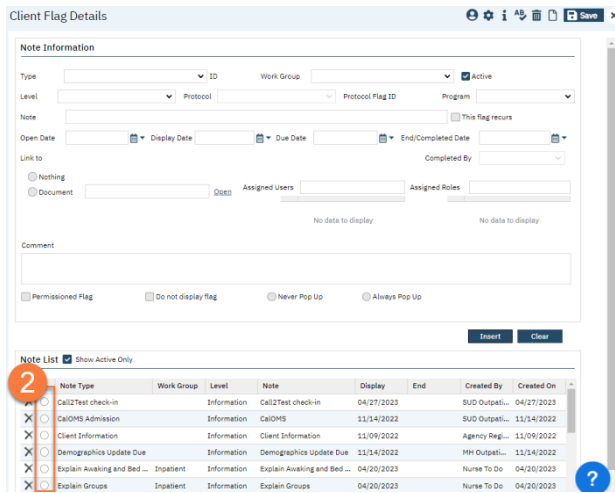 Client Flag Details
i AB Save
Note Information
Type ID Work Group Active
Level Protocol Protocol Flag ID Program
Note This flag recurs
Open Date Display Date Due Date End/Completed Date
Link to Completed By
Nothing
Document Open Assigned Users Assigned Roles
No data to display No data to display
Comment
Permissioned Flag Do not display flag Never Pop Up Always Pop Up
Insert Clear
Note List Show Active Only
2
Note Type Work Group Level Note Display End Created By Created On
Call2Test check-in Information Call2Test check-in 04/27/2023 SUD Outpati... 04/27/2023
CalOMS Admission Information CalOMS 11/14/2022 SUD Outpati... 11/14/2022
Client Information Information Client Information 11/09/2022 Agency Regi... 11/09/2022
Demographics Update Due Information Demographics Update Due 11/14/2022 MH Outpati... 11/14/2022
Explain Awaking and Bed ... Inpatient Information Explain Awaking and Bed ... 04/20/2023 Nurse To Do 04/20/2023
Explain Groups Inpatient Information Explain Groups 04/20/2023 Nurse To Do 04/20/2023
?